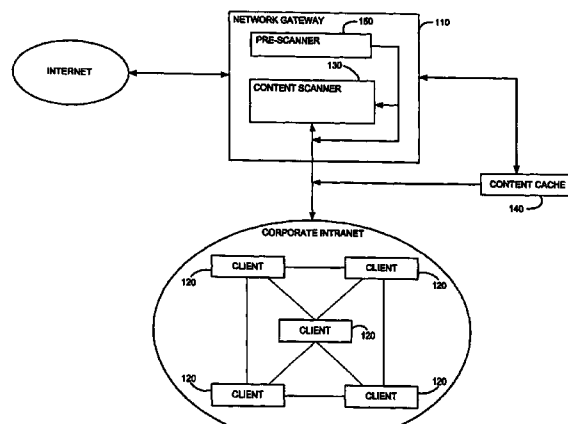 NETWORK GATEWAY
150
PRE-SCANNER
110
INTERNET
130
CONTENT SCANNER
CONTENT CACHE
140
CORPORATE INTRANET
120
CLIENT
CLIENT
120
CLIENT
120
120
CLIENT
CLIENT
120